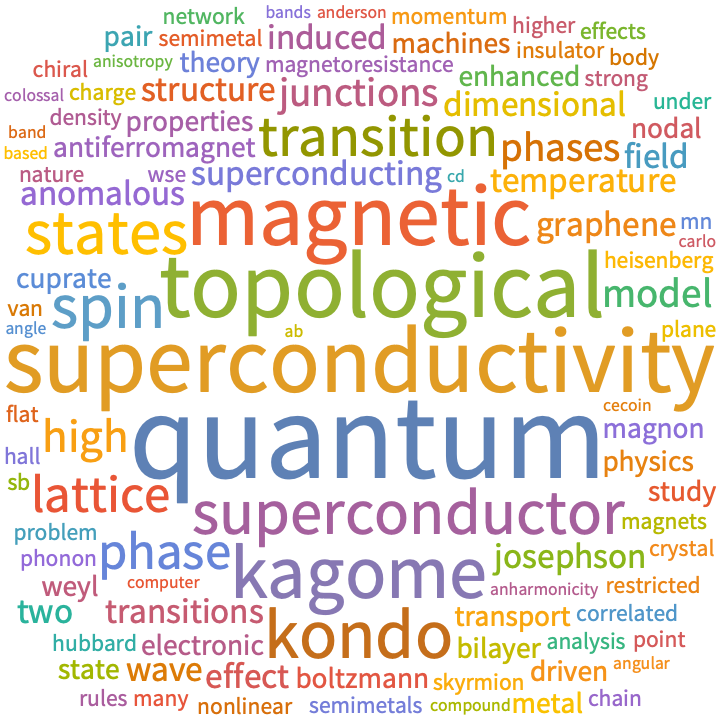 network bands anderson momentum higher
pair semimetal induced machines insulator effects
chiral anisotropy theory magnetoresistance body
colossal charge structure junctions enhanced strong
density properties dimensional under
band antiferromagnet transition phases nodal
based field
nature wse superconducting cd temperature
anomalous magnetic graphene mn
states carlo
cuprate topological heisenberg
van spin model
angle ab plane
superconductivity
flat high quantum cecoin
hall magnon
sb lattice physics
superconductor study
problem magnets
phonon phase kagome josephson crystal
weyl computer anharmonicity restricted
two transitions kondo transport correlated
hubbard electronic bilayer analysis point
state wave effect boltzmann skyrmion driven angular
rules many nonlinear semimetals compound metal chain